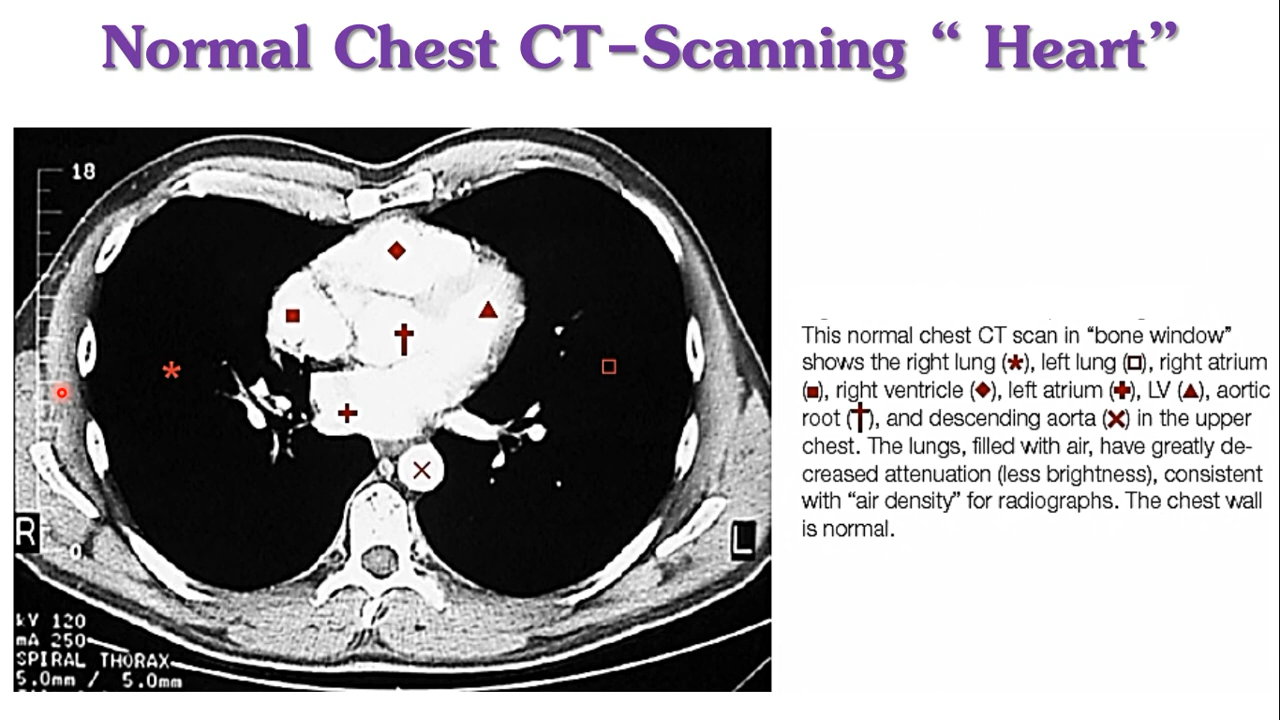 Normal Chest CT-Scanning “ Heart”
18
R
0
L
kV 120
mA 250
SPIRAL THORAX
5.0mm / 5.0mm
This normal chest CT scan in “bone window”
shows the right lung (*), left lung (□), right atrium
(■), right ventricle (◆), left atrium (✚), LV (▲), aortic
root (†), and descending aorta (✕) in the upper
chest. The lungs, filled with air, have greatly de-
creased attenuation (less brightness), consistent
with “air density” for radiographs. The chest wall
is normal.